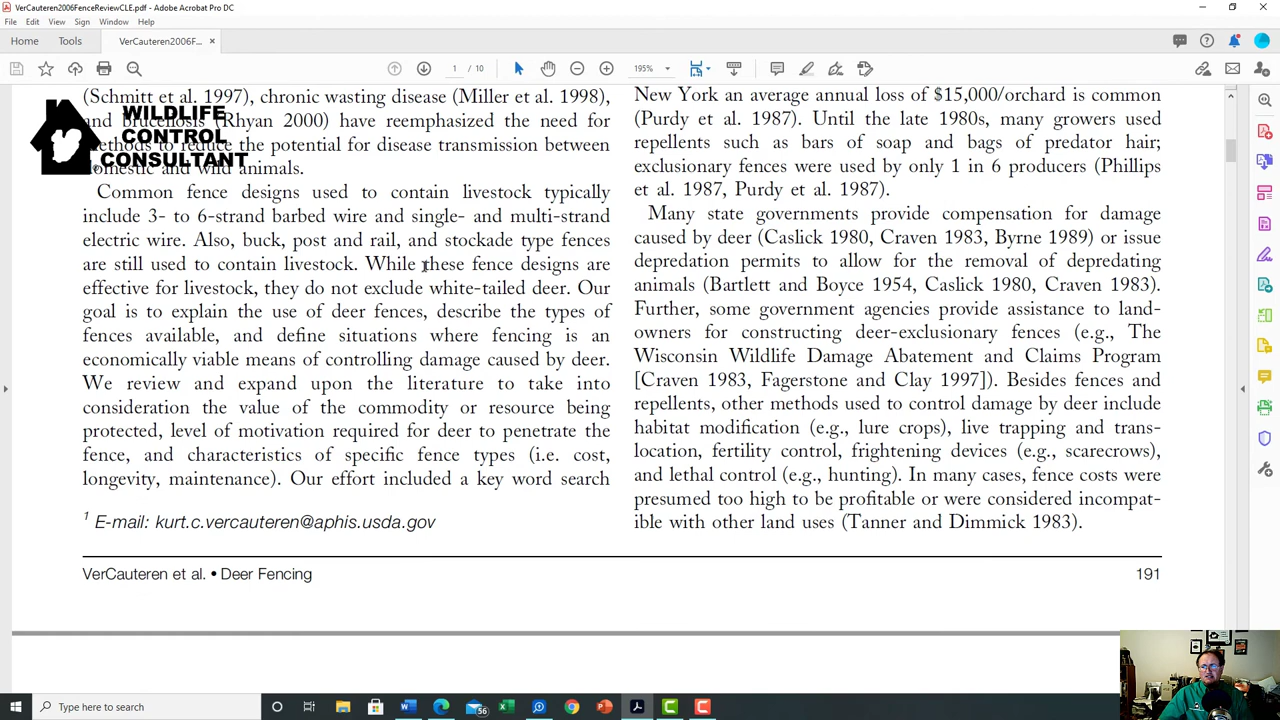 VerCauteren2006FenceReviewCLE.pdf - Adobe Acrobat Pro DC
File Edit View Sign Window Help
Home Tools VerCauteren2006F... ×
1 / 10 195%
(Schmitt et al. 1997), chronic wasting disease (Miller et al. 1998),
and brucellosis (Rhyan 2000) have reemphasized the need for
methods to reduce the potential for disease transmission between
domestic and wild animals.
WILDLIFE
CONTROL
CONSULTANT
Common fence designs used to contain livestock typically
include 3- to 6-strand barbed wire and single- and multi-strand
electric wire. Also, buck, post and rail, and stockade type fences
are still used to contain livestock. While these fence designs are
effective for livestock, they do not exclude white-tailed deer. Our
goal is to explain the use of deer fences, describe the types of
fences available, and define situations where fencing is an
economically viable means of controlling damage caused by deer.
We review and expand upon the literature to take into
consideration the value of the commodity or resource being
protected, level of motivation required for deer to penetrate the
fence, and characteristics of specific fence types (i.e. cost,
longevity, maintenance). Our effort included a key word search
1 E-mail: kurt.c.vercauteren@aphis.usda.gov
New York an average annual loss of $15,000/orchard is common
(Purdy et al. 1987). Until the late 1980s, many growers used
repellents such as bars of soap and bags of predator hair;
exclusionary fences were used by only 1 in 6 producers (Phillips
et al. 1987, Purdy et al. 1987).
Many state governments provide compensation for damage
caused by deer (Caslick 1980, Craven 1983, Byrne 1989) or issue
depredation permits to allow for the removal of depredating
animals (Bartlett and Boyce 1954, Caslick 1980, Craven 1983).
Further, some government agencies provide assistance to land-
owners for constructing deer-exclusionary fences (e.g., The
Wisconsin Wildlife Damage Abatement and Claims Program
[Craven 1983, Fagerstone and Clay 1997]). Besides fences and
repellents, other methods used to control damage by deer include
habitat modification (e.g., lure crops), live trapping and trans-
location, fertility control, frightening devices (e.g., scarecrows),
and lethal control (e.g., hunting). In many cases, fence costs were
presumed too high to be profitable or were considered incompat-
ible with other land uses (Tanner and Dimmick 1983).
VerCauteren et al. • Deer Fencing 191
Type here to search
56